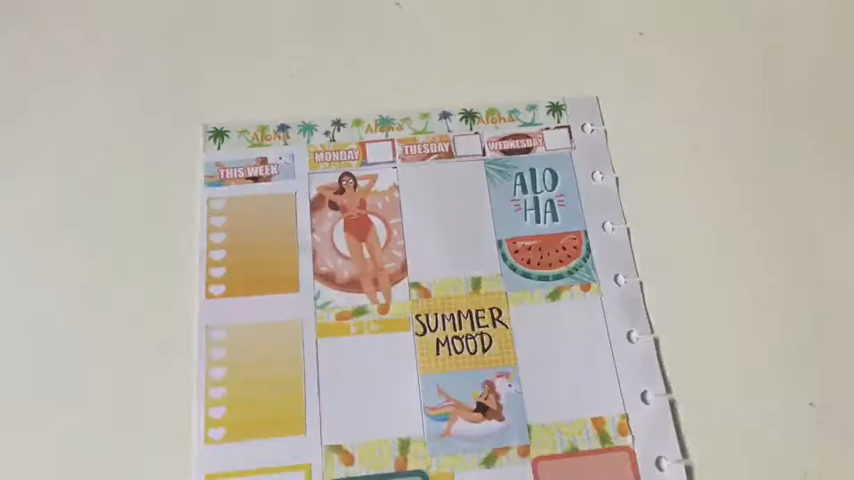 Aloha Aloha Aloha
THIS WEEK
MONDAY
TUESDAY
WEDNESDAY
ALO
HA
SUMMER
MOOD